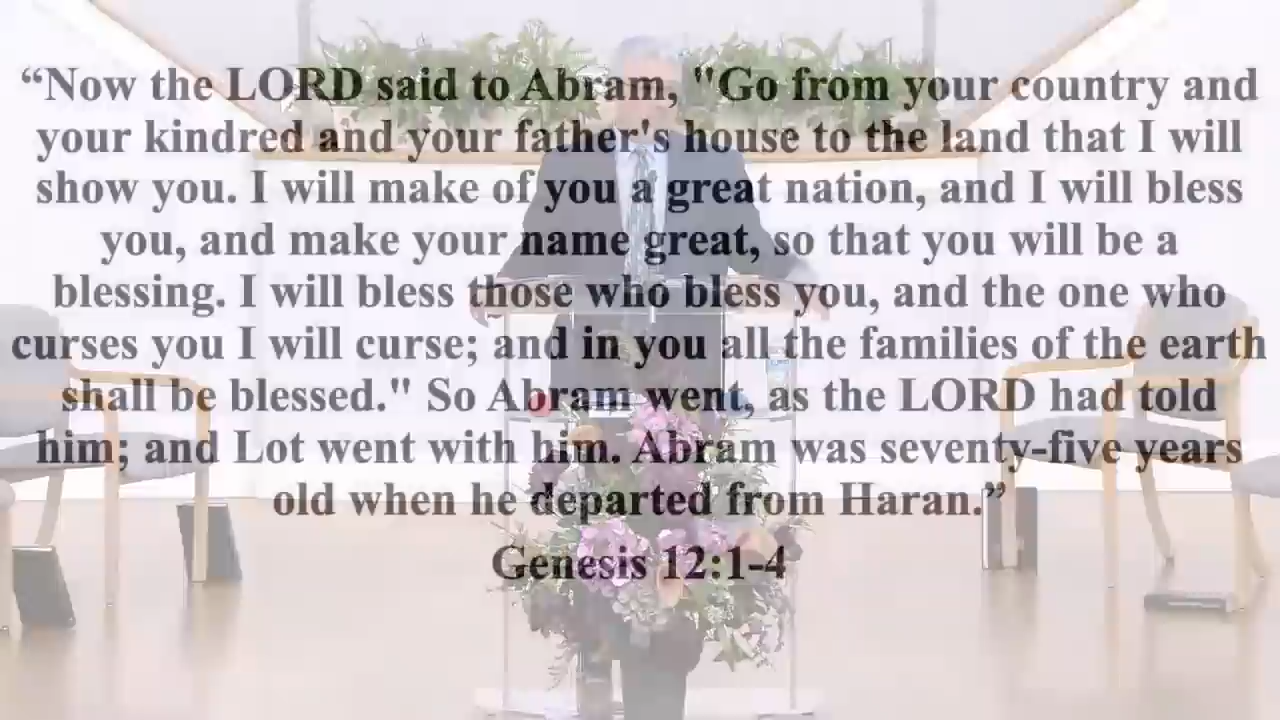 “Now the LORD said to Abram, "Go from your country and
your kindred and your father's house to the land that I will
show you. I will make of you a great nation, and I will bless
you, and make your name great, so that you will be a
blessing. I will bless those who bless you, and the one who
curses you I will curse; and in you all the families of the earth
shall be blessed." So Abram went, as the LORD had told
him; and Lot went with him. Abram was seventy-five years
old when he departed from Haran.”
Genesis 12:1-4